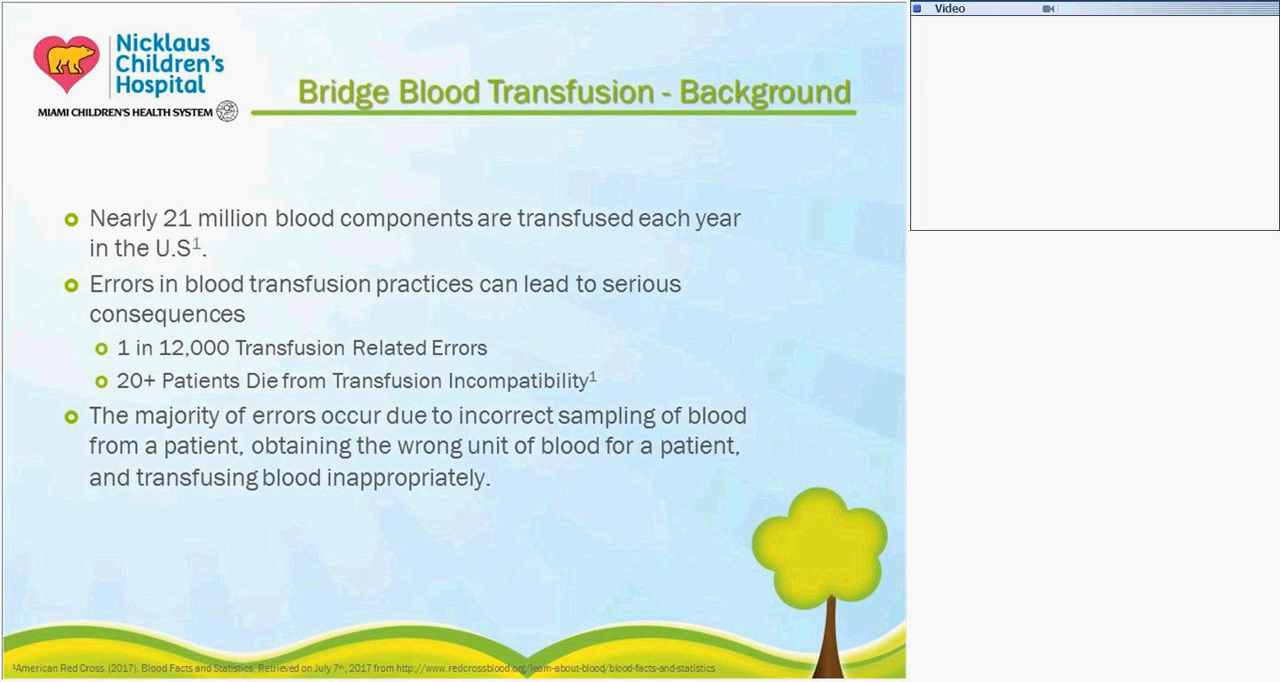 Video
Nicklaus
Children's
Hospital
MIAMI CHILDREN'S HEALTH SYSTEM
Bridge Blood Transfusion - Background
Nearly 21 million blood components are transfused each year
in the U.S¹.
Errors in blood transfusion practices can lead to serious
consequences
1 in 12,000 Transfusion Related Errors
20+ Patients Die from Transfusion Incompatibility¹
The majority of errors occur due to incorrect sampling of blood
from a patient, obtaining the wrong unit of blood for a patient,
and transfusing blood inappropriately.
¹American Red Cross. (2017). Blood Facts and Statistics. Retrieved on July 7th, 2017 from http://www.redcrossblood.org/learn-about-blood/blood-facts-and-statistics